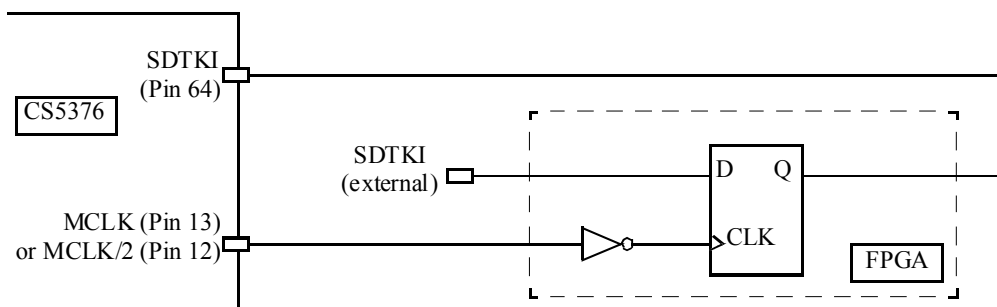 SDTKI
(Pin 64)
CS5376
SDTKI
(external)
D Q
MCLK (Pin 13)
or MCLK/2 (Pin 12)
CLK
FPGA